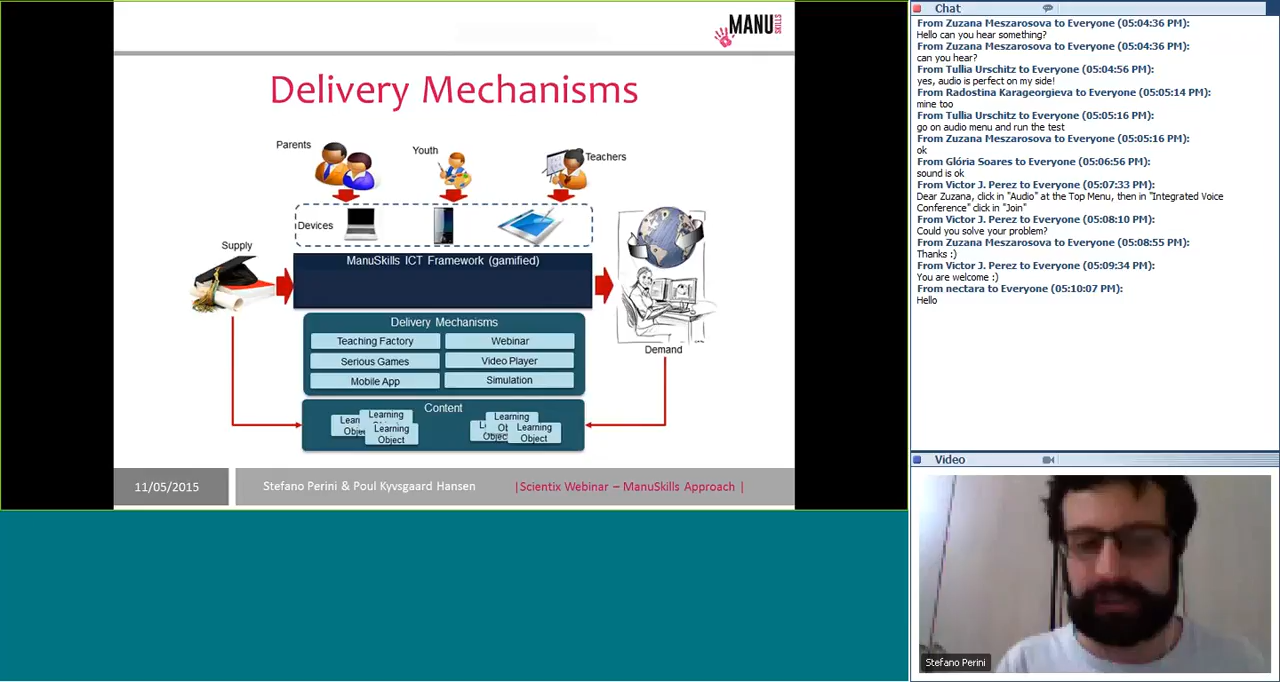 MANU
SKILLS
Delivery Mechanisms
Parents
Youth
Teachers
Devices
Supply
ManuSkills ICT Framework (gamified)
Delivery Mechanisms
Teaching Factory
Webinar
Serious Games
Video Player
Mobile App
Simulation
Demand
Content
Learning
Object
Learning
Object
11/05/2015
Stefano Perini & Poul Kyvsgaard Hansen
|Scientix Webinar – ManuSkills Approach |
Chat
From Zuzana Meszarosova to Everyone (05:04:36 PM):
Hello can you hear something?
From Zuzana Meszarosova to Everyone (05:04:36 PM):
can you hear?
From Tullia Urschitz to Everyone (05:04:56 PM):
yes, audio is perfect on my side!
From Radostina Karageorgieva to Everyone (05:05:14 PM):
mine too
From Tullia Urschitz to Everyone (05:05:16 PM):
go on audio menu and run the test
From Zuzana Meszarosova to Everyone (05:05:16 PM):
ok
From Glória Soares to Everyone (05:06:56 PM):
sound is ok
From Victor J. Perez to Everyone (05:07:33 PM):
Dear Zuzana, click in "Audio" at the Top Menu, then in "Integrated Voice
Conference" click in "Join"
From Victor J. Perez to Everyone (05:08:10 PM):
Could you solve your problem?
From Zuzana Meszarosova to Everyone (05:08:55 PM):
Thanks :)
From Victor J. Perez to Everyone (05:09:34 PM):
You are welcome :)
From nectara to Everyone (05:10:07 PM):
Hello
Video
Stefano Perini